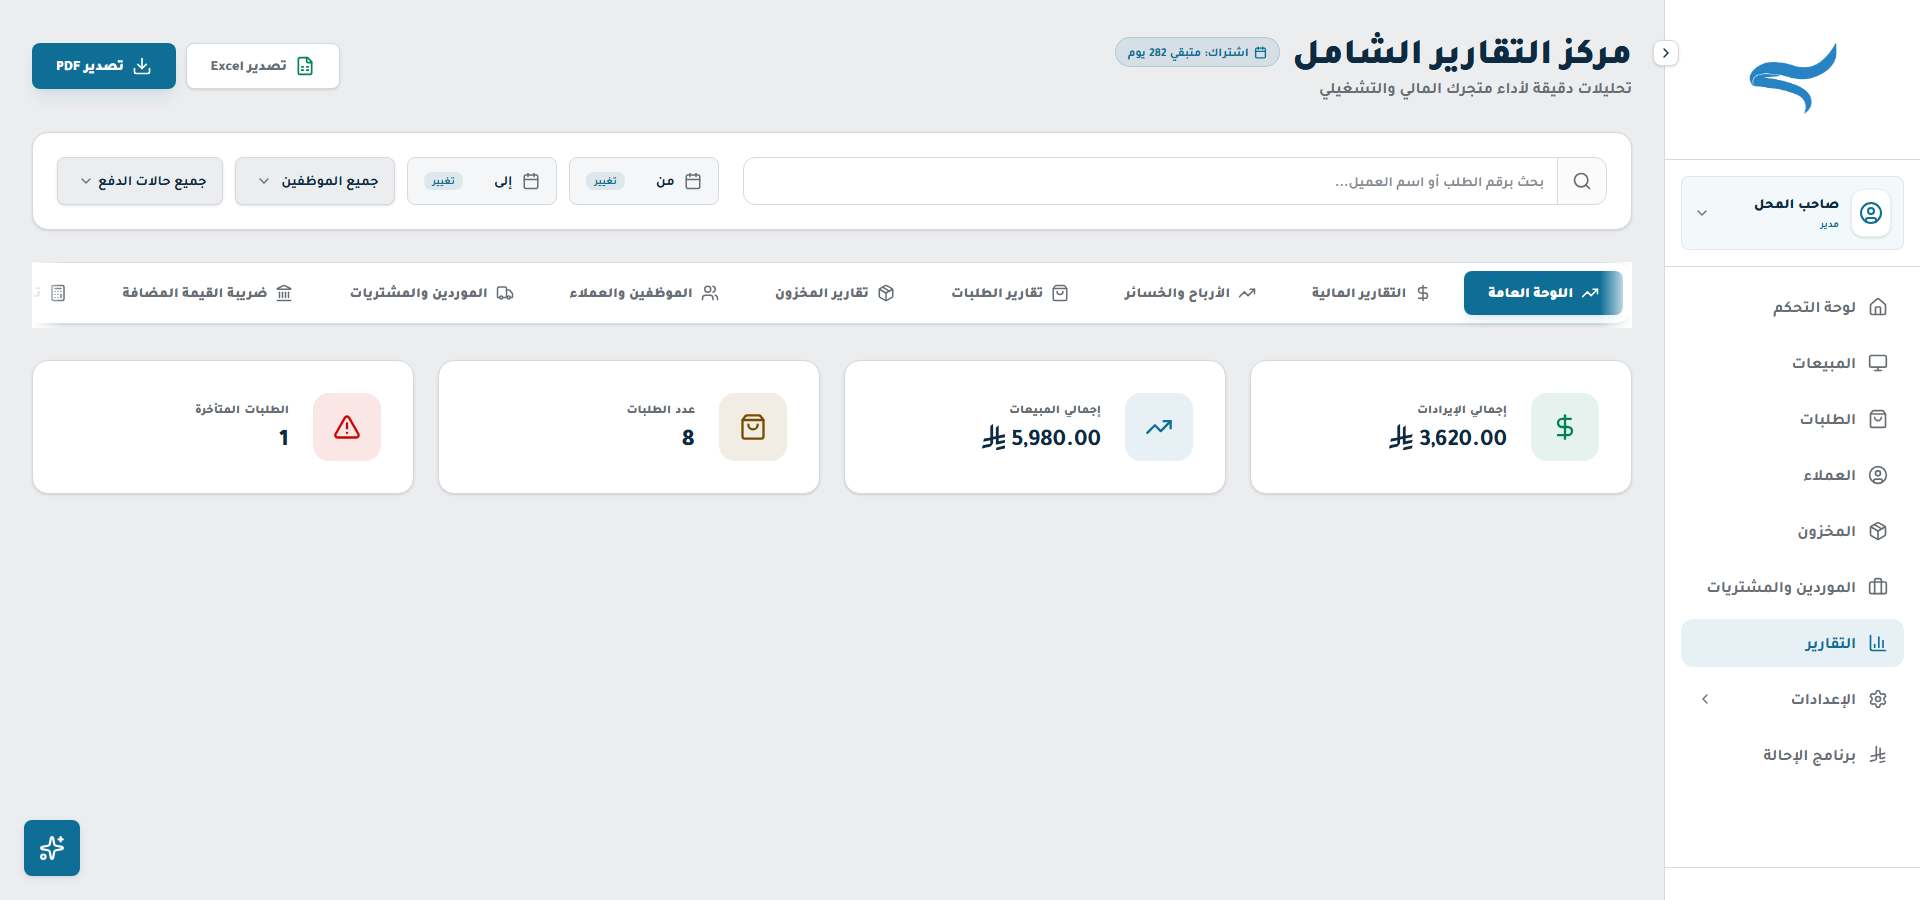 مركز التقارير الشامل
اشتراك: متبقي 282 يوم
تحليلات دقيقة لأداء متجرك المالي والتشغيلي
تصدير Excel
تصدير PDF
بحث برقم الطلب أو اسم العميل...
من
تغيير
إلى
تغيير
جميع الموظفين
جميع حالات الدفع
اللوحة العامة
التقارير المالية
الأرباح والخسائر
تقارير الطلبات
تقارير المخزون
الموظفين والعملاء
الموردين والمشتريات
ضريبة القيمة المضافة
إجمالي الإيرادات
3,620.00
إجمالي المبيعات
5,980.00
عدد الطلبات
8
الطلبات المتأخرة
1
صاحب المحل
مدير
لوحة التحكم
المبيعات
الطلبات
العملاء
المخزون
الموردين والمشتريات
التقارير
الإعدادات
برنامج الإحالة